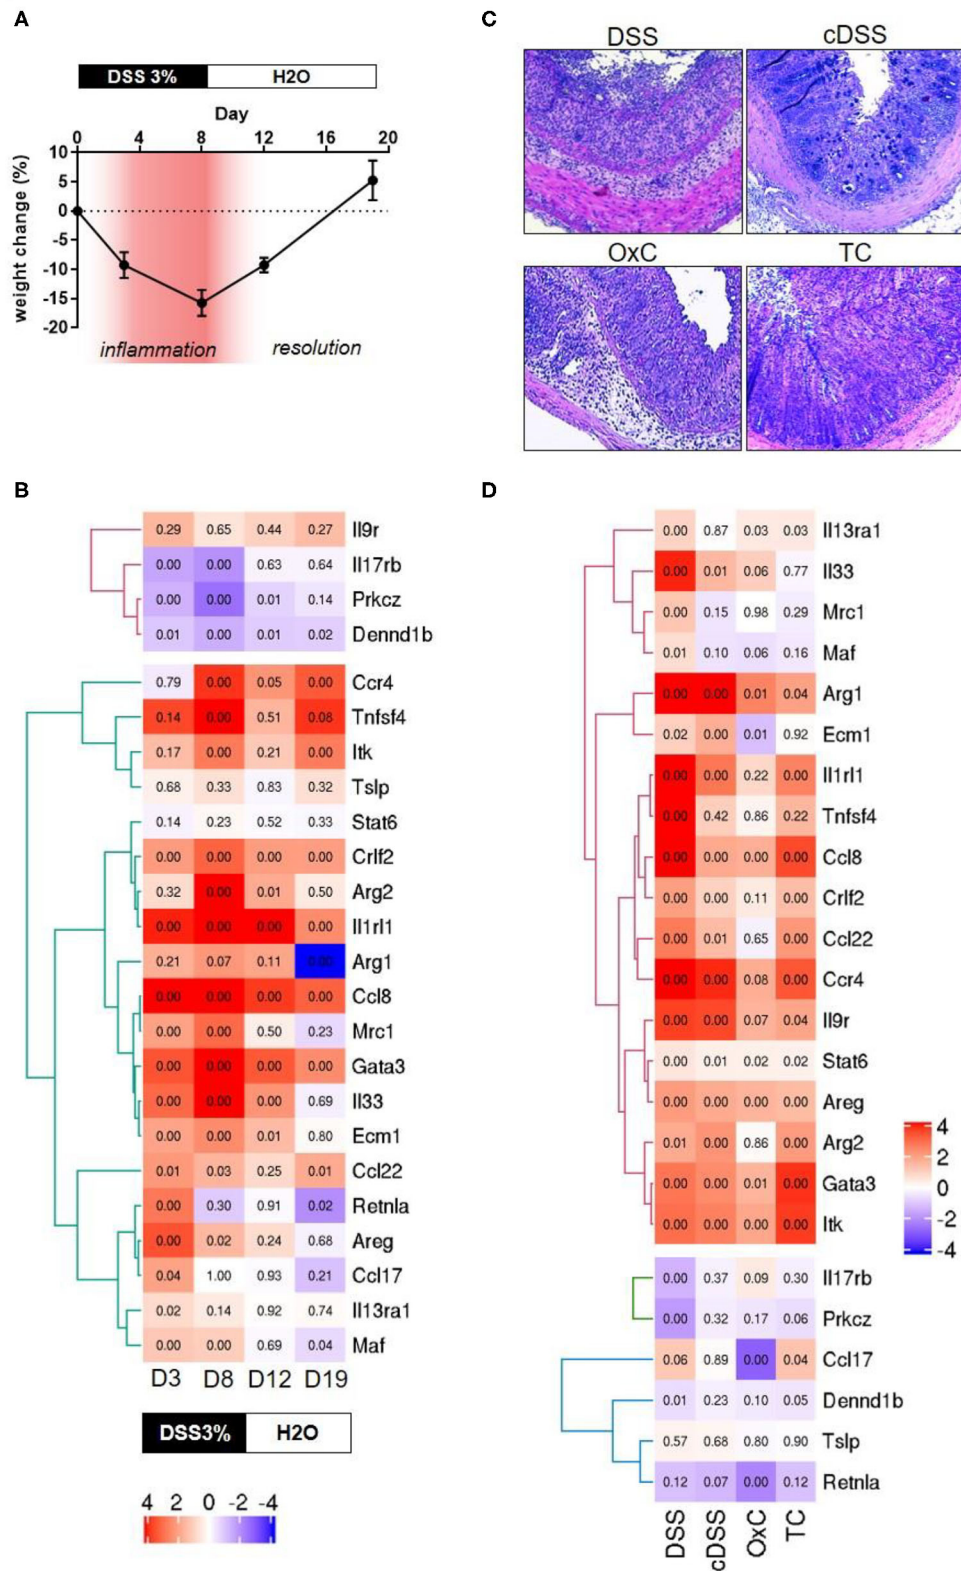 A
DSS 3% H2O
Day
0 4 8 12 16 20
10
5
0
-5
-10
-15
-20
weight change (%)
inflammation resolution
B
0.29 0.65 0.44 0.27 Il9r
0.00 0.00 0.63 0.64 Il17rb
0.00 0.00 0.01 0.14 Prkcz
0.01 0.00 0.01 0.02 Dennd1b
0.79 0.00 0.05 0.00 Ccr4
0.14 0.00 0.51 0.08 Tnfsf4
0.17 0.00 0.21 0.00 Itk
0.68 0.33 0.83 0.32 Tslp
0.14 0.23 0.52 0.33 Stat6
0.00 0.00 0.00 0.00 Crlf2
0.32 0.00 0.01 0.50 Arg2
0.00 0.00 0.00 0.00 Il1rl1
0.21 0.07 0.11 0.00 Arg1
0.00 0.00 0.00 0.00 Ccl8
0.00 0.00 0.50 0.23 Mrc1
0.00 0.00 0.00 0.00 Gata3
0.00 0.00 0.00 0.69 Il33
0.00 0.00 0.01 0.80 Ecm1
0.01 0.03 0.25 0.01 Ccl22
0.00 0.30 0.91 0.02 Retnla
0.00 0.02 0.24 0.68 Areg
0.04 1.00 0.93 0.21 Ccl17
0.02 0.14 0.92 0.74 Il13ra1
0.00 0.00 0.69 0.04 Maf
D3 D8 D12 D19
DSS3% H2O
4 2 0 -2 -4
C
DSS cDSS
OxC TC
D
0.00 0.87 0.03 0.03 Il13ra1
0.00 0.01 0.06 0.77 Il33
0.00 0.15 0.98 0.29 Mrc1
0.01 0.10 0.06 0.16 Maf
0.00 0.00 0.01 0.04 Arg1
0.02 0.00 0.01 0.92 Ecm1
0.00 0.00 0.22 0.00 Il1rl1
0.00 0.42 0.86 0.22 Tnfsf4
0.00 0.00 0.00 0.00 Ccl8
0.00 0.00 0.11 0.00 Crlf2
0.00 0.01 0.65 0.00 Ccl22
0.00 0.00 0.08 0.00 Ccr4
0.00 0.00 0.07 0.04 Il9r
0.00 0.01 0.02 0.02 Stat6
0.00 0.00 0.00 0.00 Areg
0.01 0.00 0.86 0.00 Arg2
0.00 0.00 0.01 0.00 Gata3
0.00 0.00 0.00 0.00 Itk
0.00 0.37 0.09 0.30 Il17rb
0.00 0.32 0.17 0.06 Prkcz
0.06 0.89 0.00 0.04 Ccl17
0.01 0.23 0.10 0.05 Dennd1b
0.57 0.68 0.80 0.90 Tslp
0.12 0.07 0.00 0.12 Retnla
DSS cDSS OxC TC
4
2
0
-2
-4